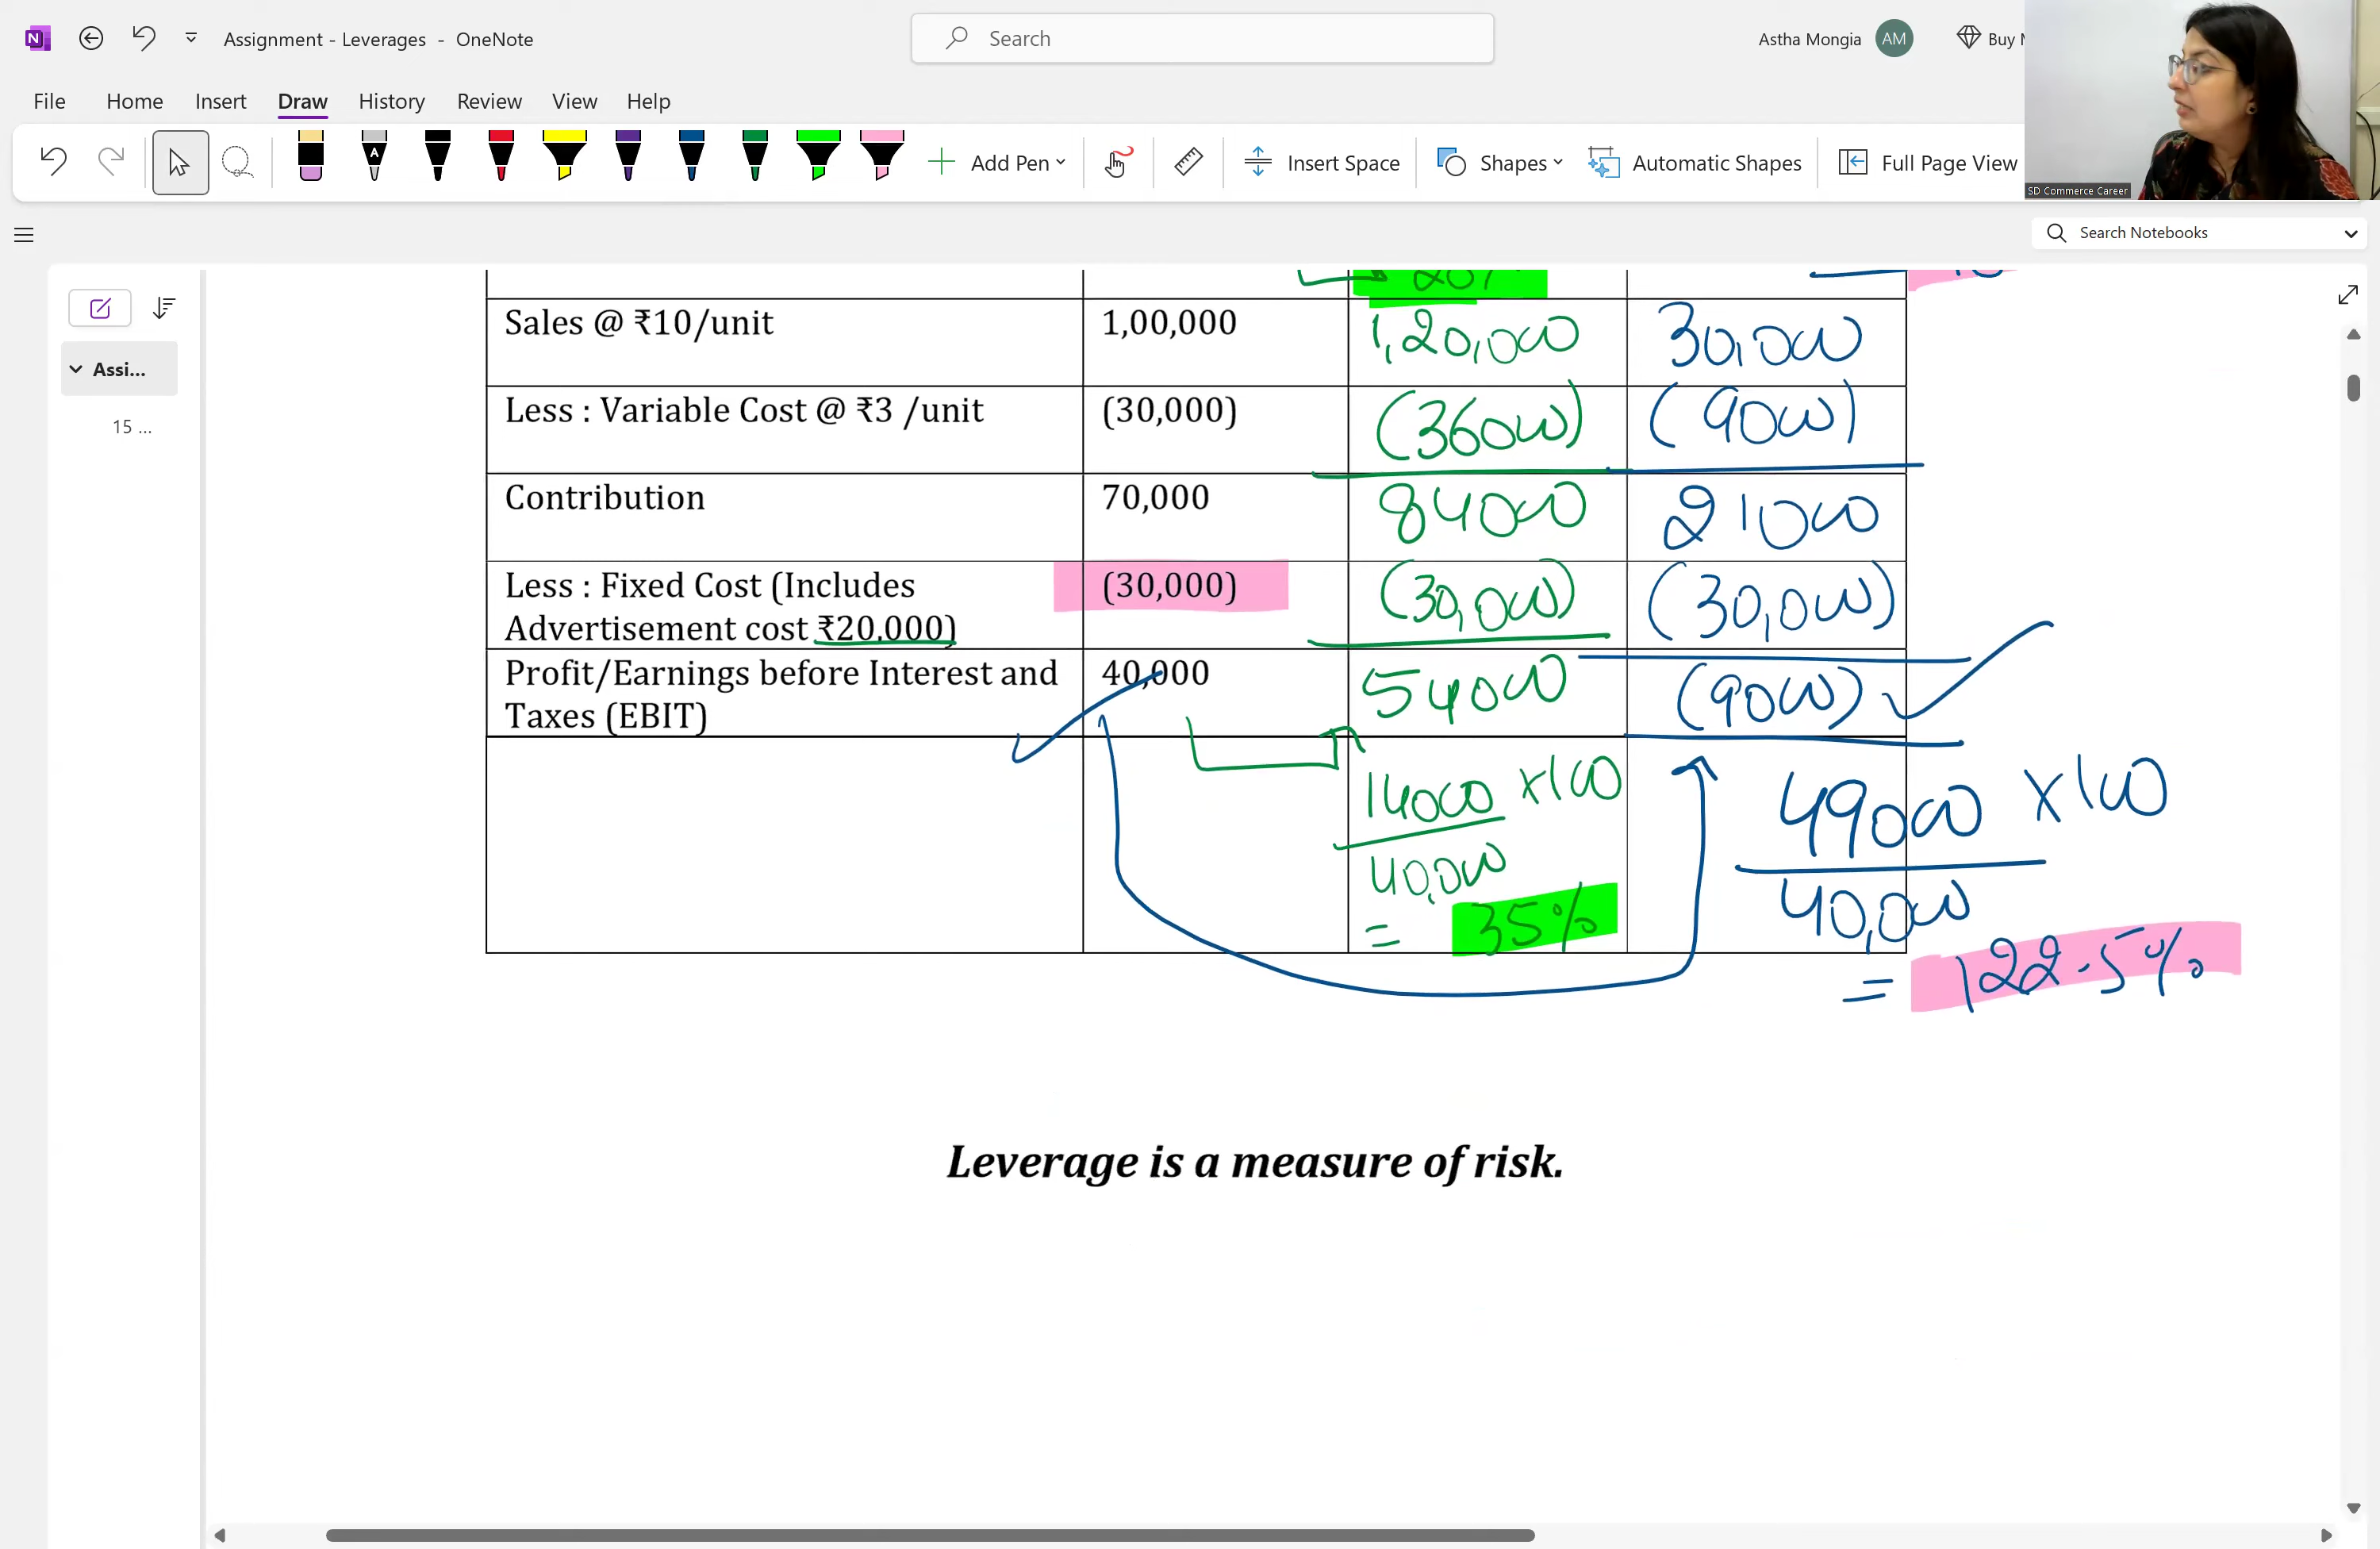 Assignment - Leverages - OneNote
Search
Astha Mongia AM
Buy
SD Commerce Career
File Home Insert Draw History Review View Help
Add Pen
Insert Space
Shapes
Automatic Shapes
Full Page View
Search Notebooks
Assi...
15 ...
Sales @ ₹10/unit 1,00,000 1,20,000 30,000
Less : Variable Cost @ ₹3 /unit (30,000) (36000) (9000)
Contribution 70,000 84000 21000
Less : Fixed Cost (Includes (30,000) (30,000) (30,000)
Advertisement cost ₹20,000)
Profit/Earnings before Interest and 40,000 54000 (9000)
Taxes (EBIT)
14000 x100 49000 x100
40,000 40,000
= 35% = 122.5%
Leverage is a measure of risk.